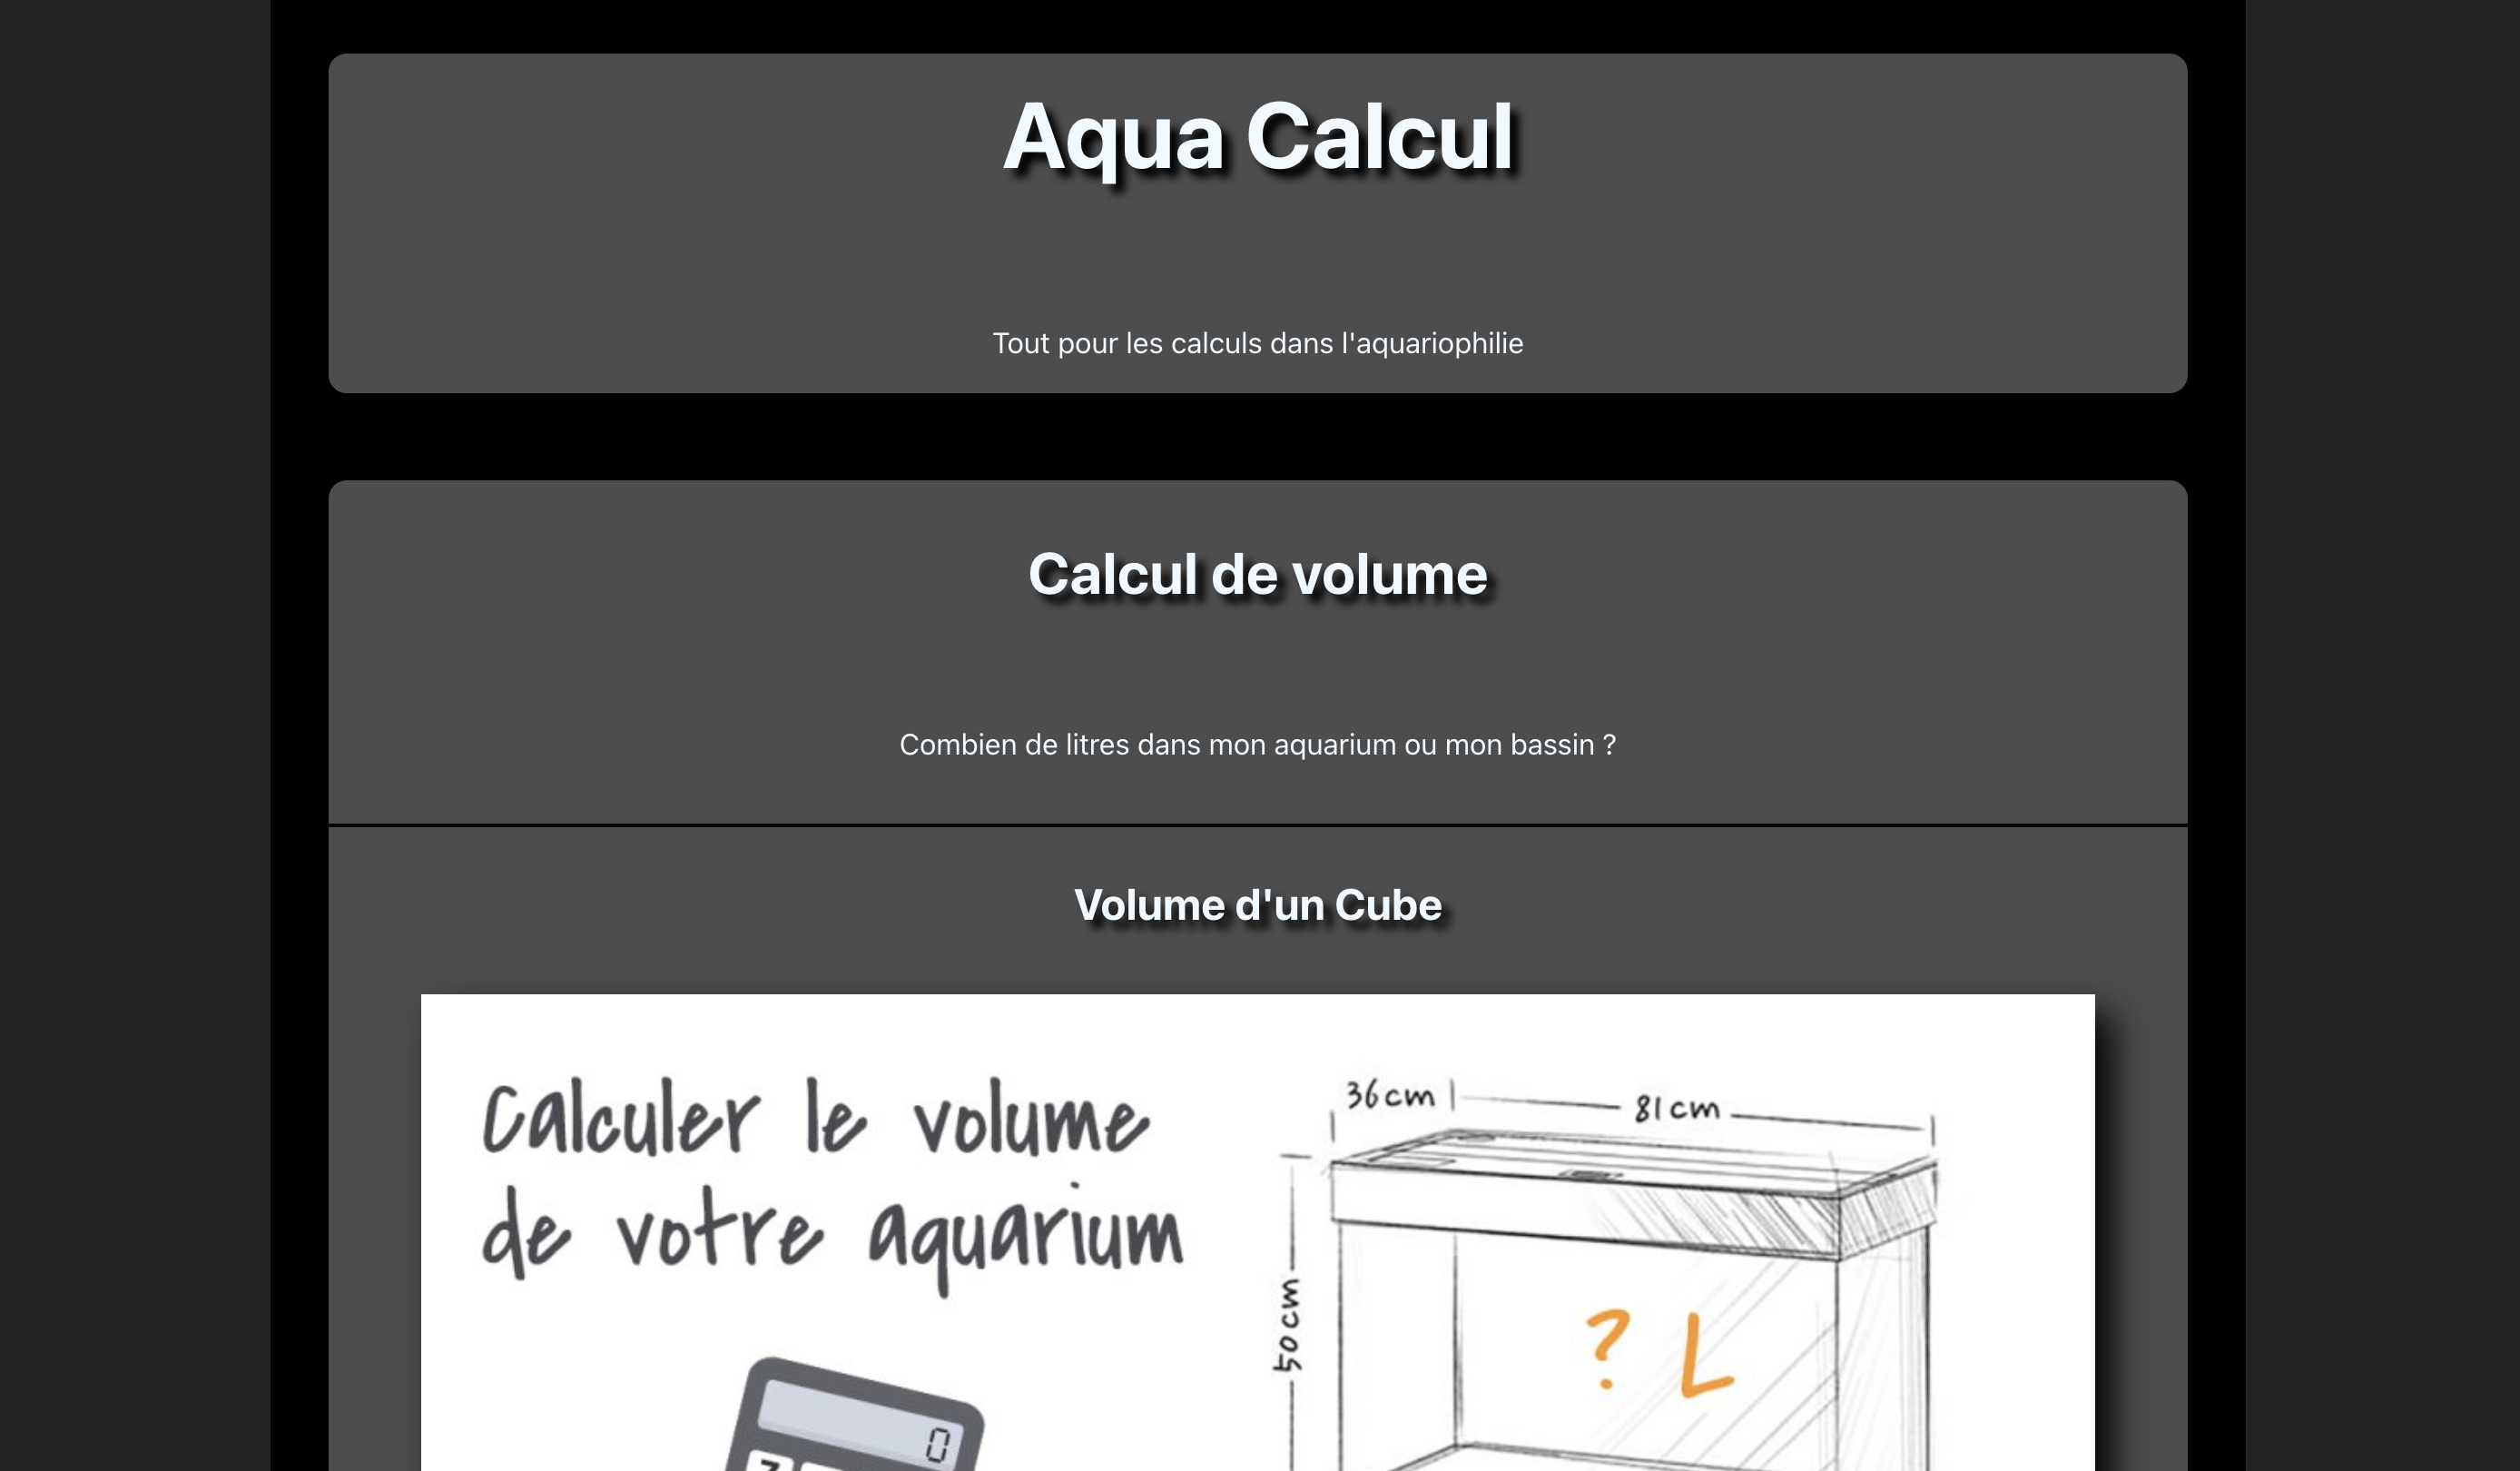 Aqua Calcul
Tout pour les calculs dans l'aquariophilie
Calcul de volume
Combien de litres dans mon aquarium ou mon bassin ?
Volume d'un Cube
Calculer le volume
de votre aquarium
36cm
81cm
50cm
? L
0